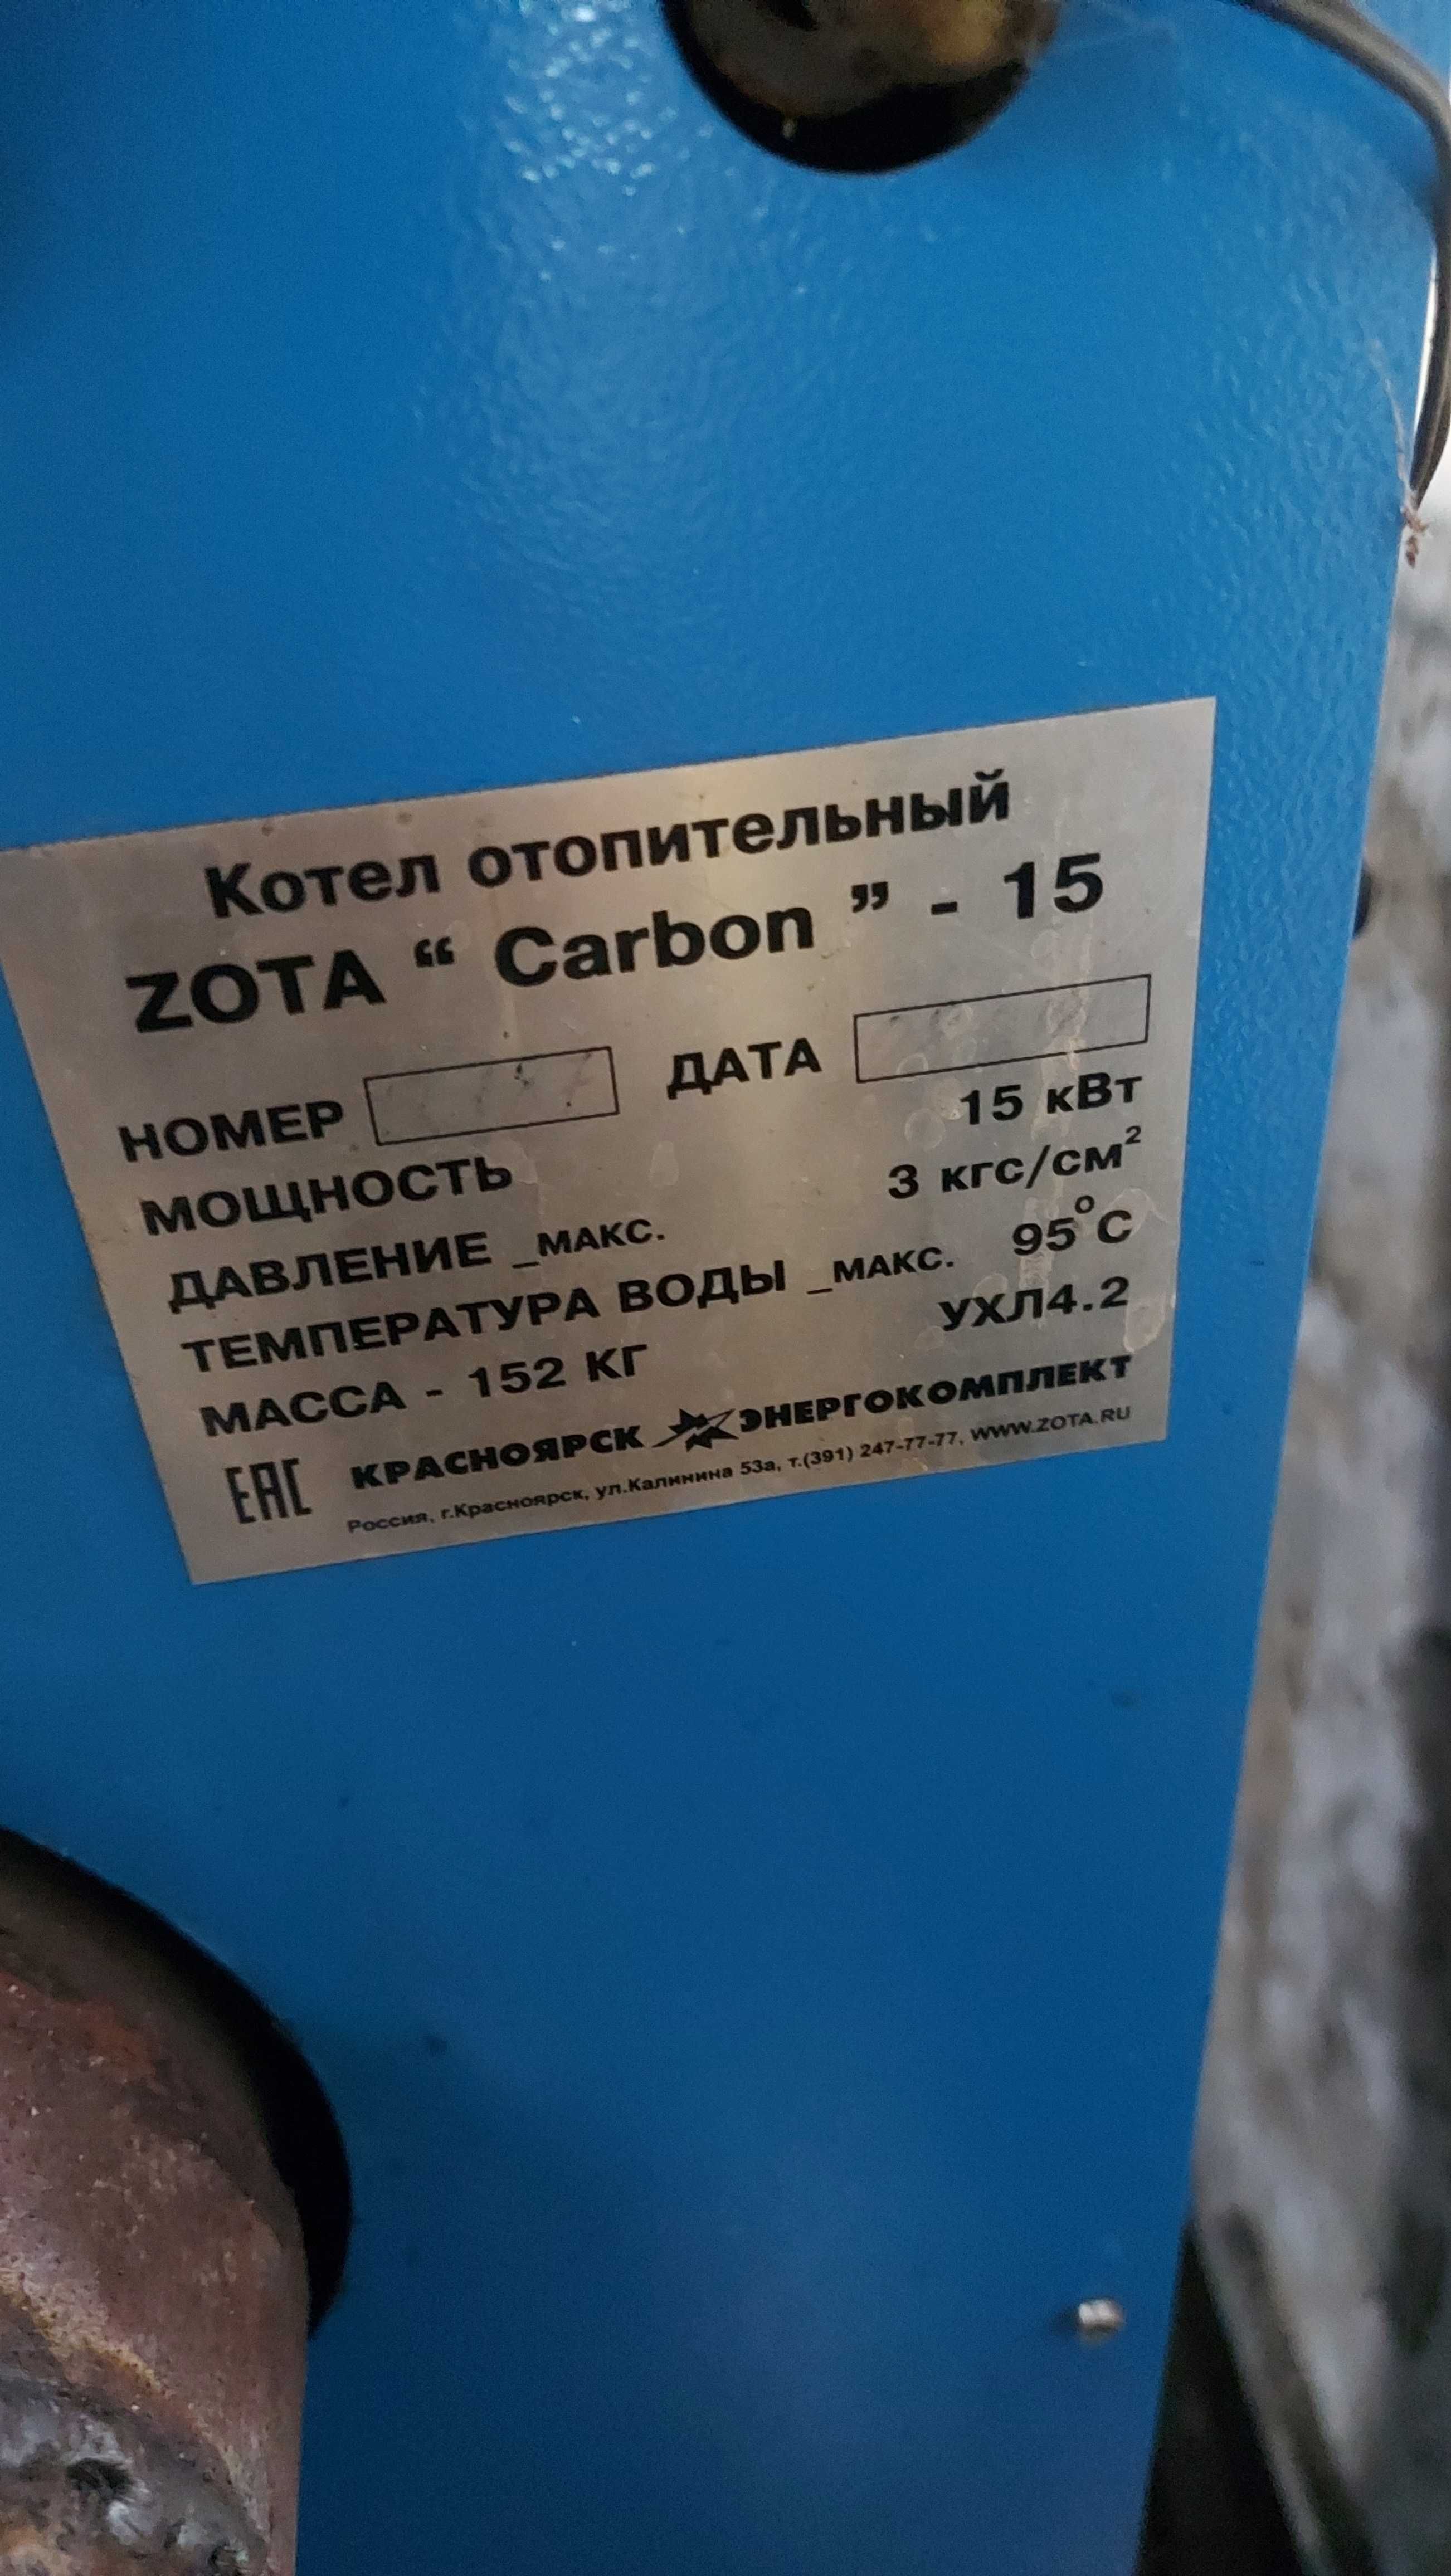 Котел отопительный
ZOTA “ Carbon ” - 15
НОМЕР ДАТА
МОЩНОСТЬ 15 кВт
ДАВЛЕНИЕ _МАКС. 3 кгс/см²
ТЕМПЕРАТУРА ВОДЫ _МАКС. 95°С
МАССА - 152 КГ УХЛ4.2
EAC КРАСНОЯРСК ЭНЕРГОКОМПЛЕКТ
Россия, г.Красноярск, ул.Калинина 53а, т.(391) 247-77-77, WWW.ZOTA.RU